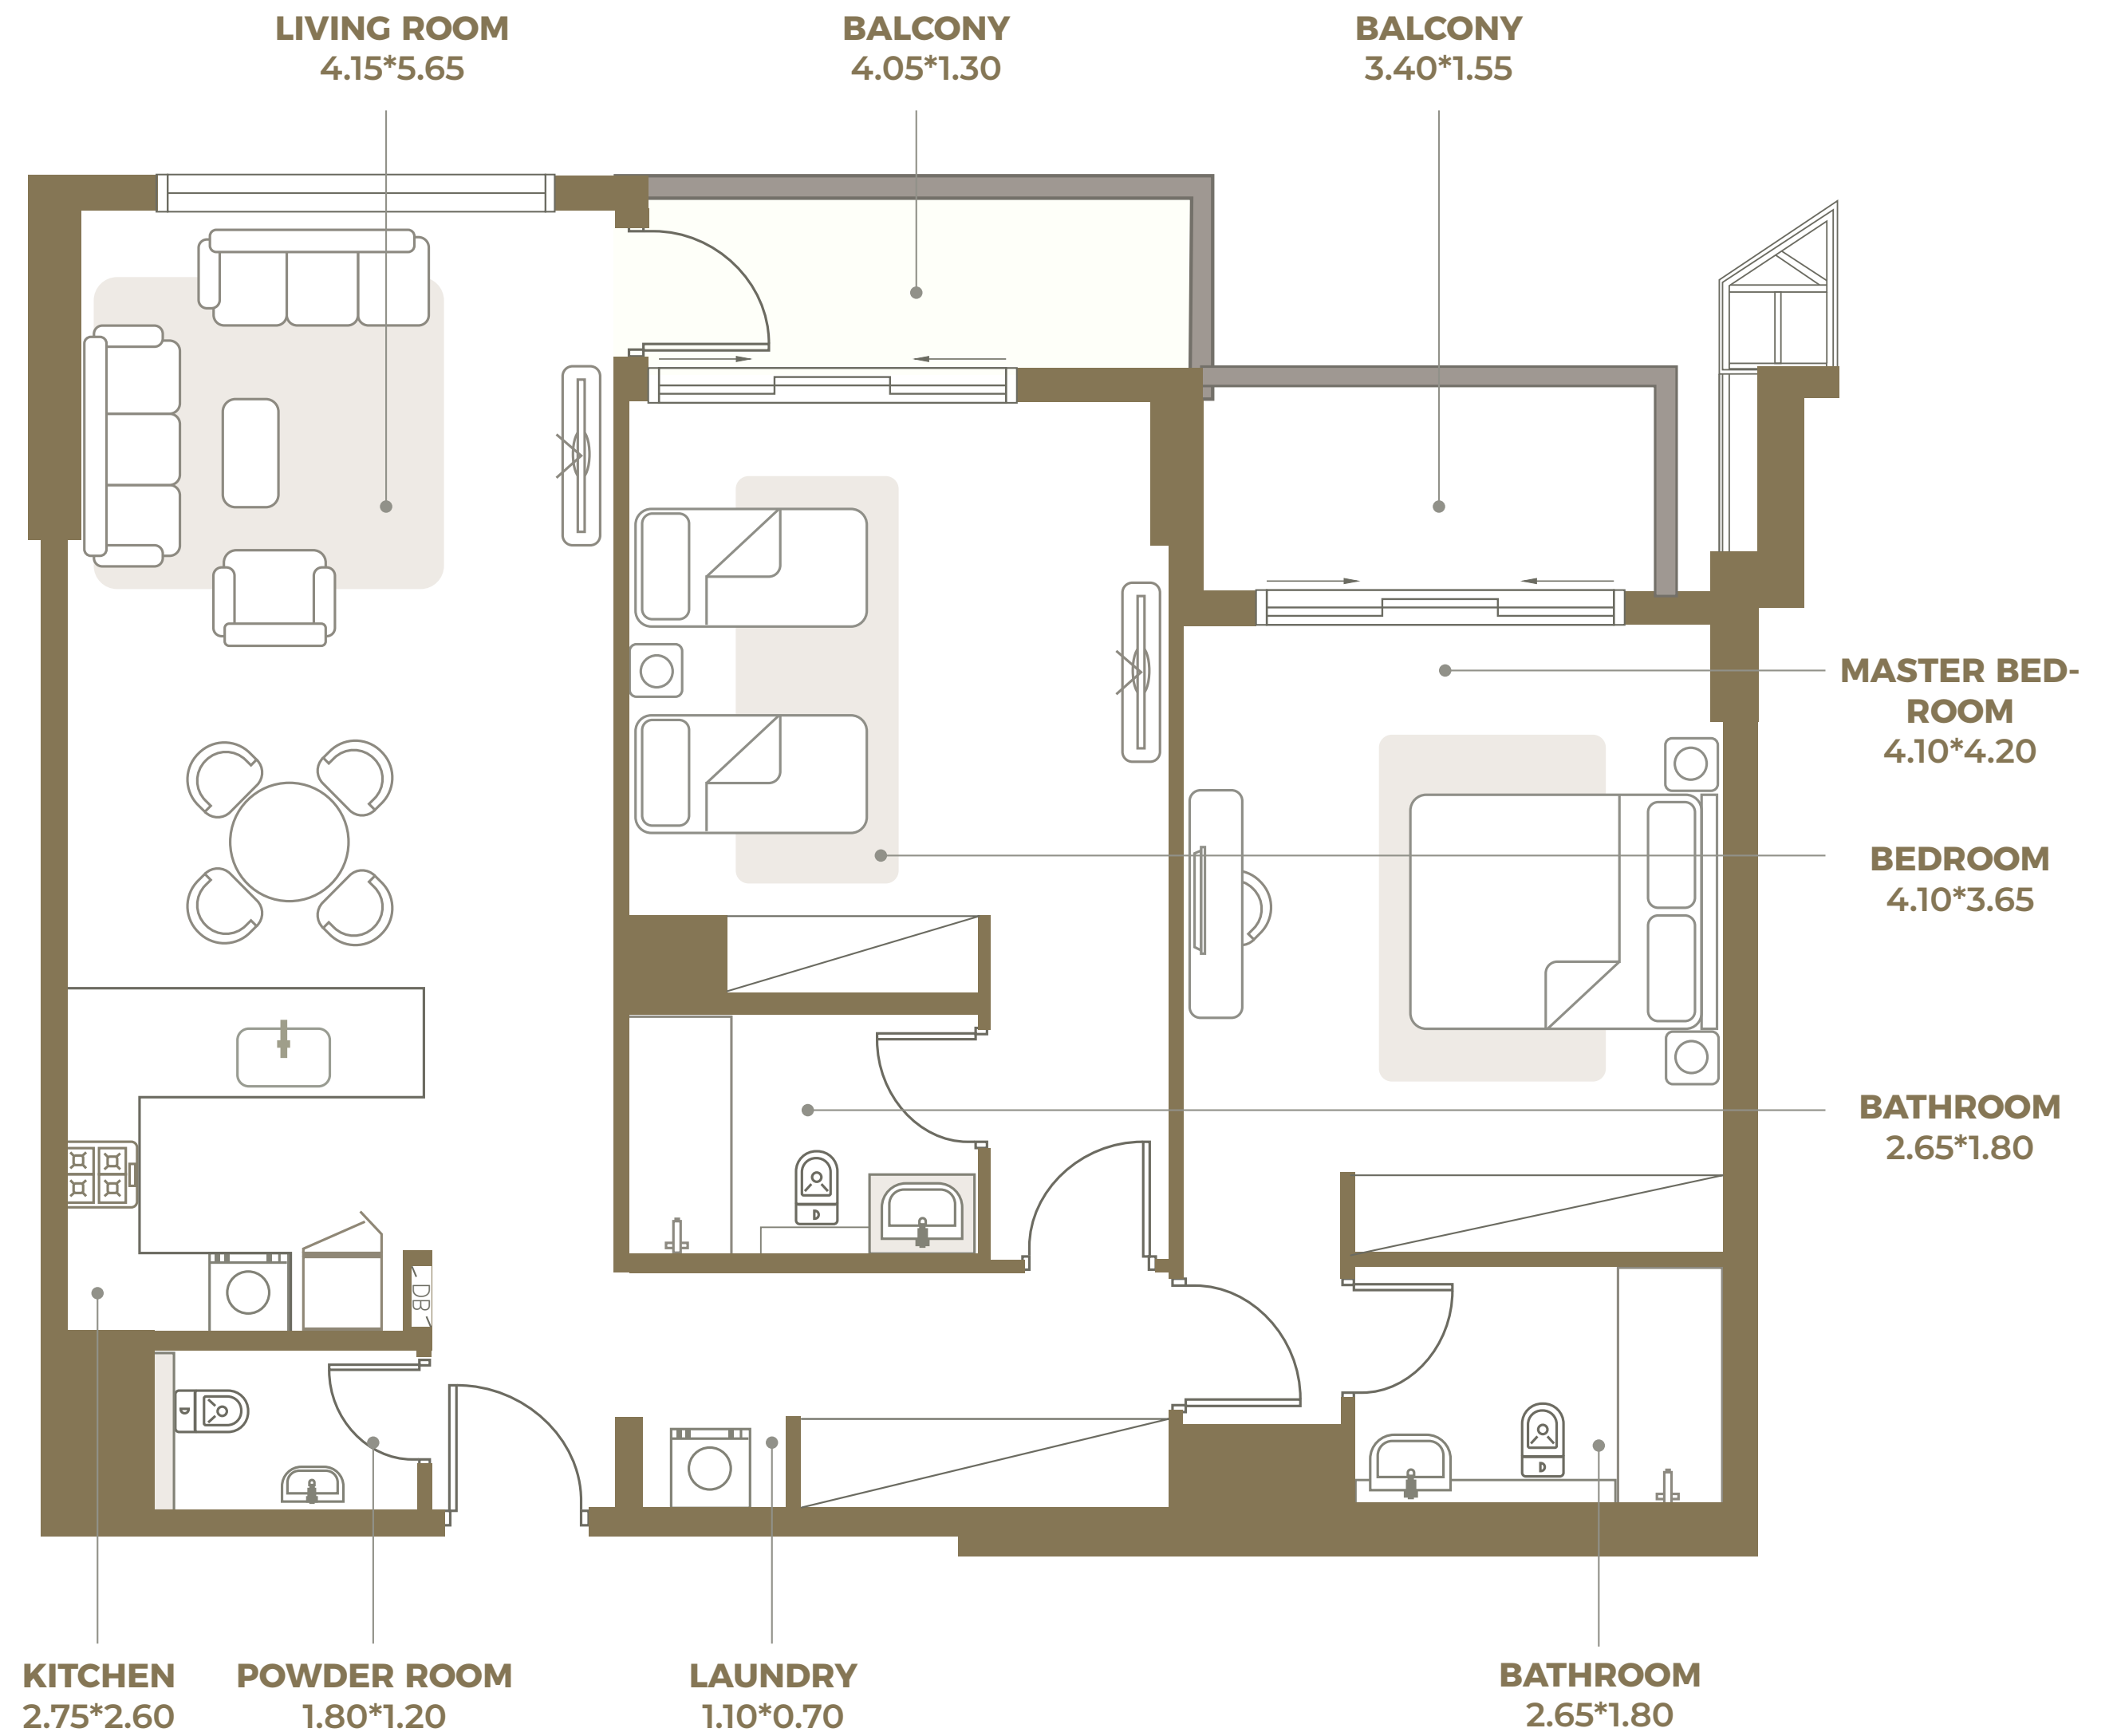 LIVING ROOM
4.15*5.65
BALCONY
4.05*1.30
BALCONY
3.40*1.55
MASTER BED-
ROOM
4.10*4.20
BEDROOM
4.10*3.65
BATHROOM
2.65*1.80
DB
KITCHEN
2.75*2.60
POWDER ROOM
1.80*1.20
LAUNDRY
1.10*0.70
BATHROOM
2.65*1.80